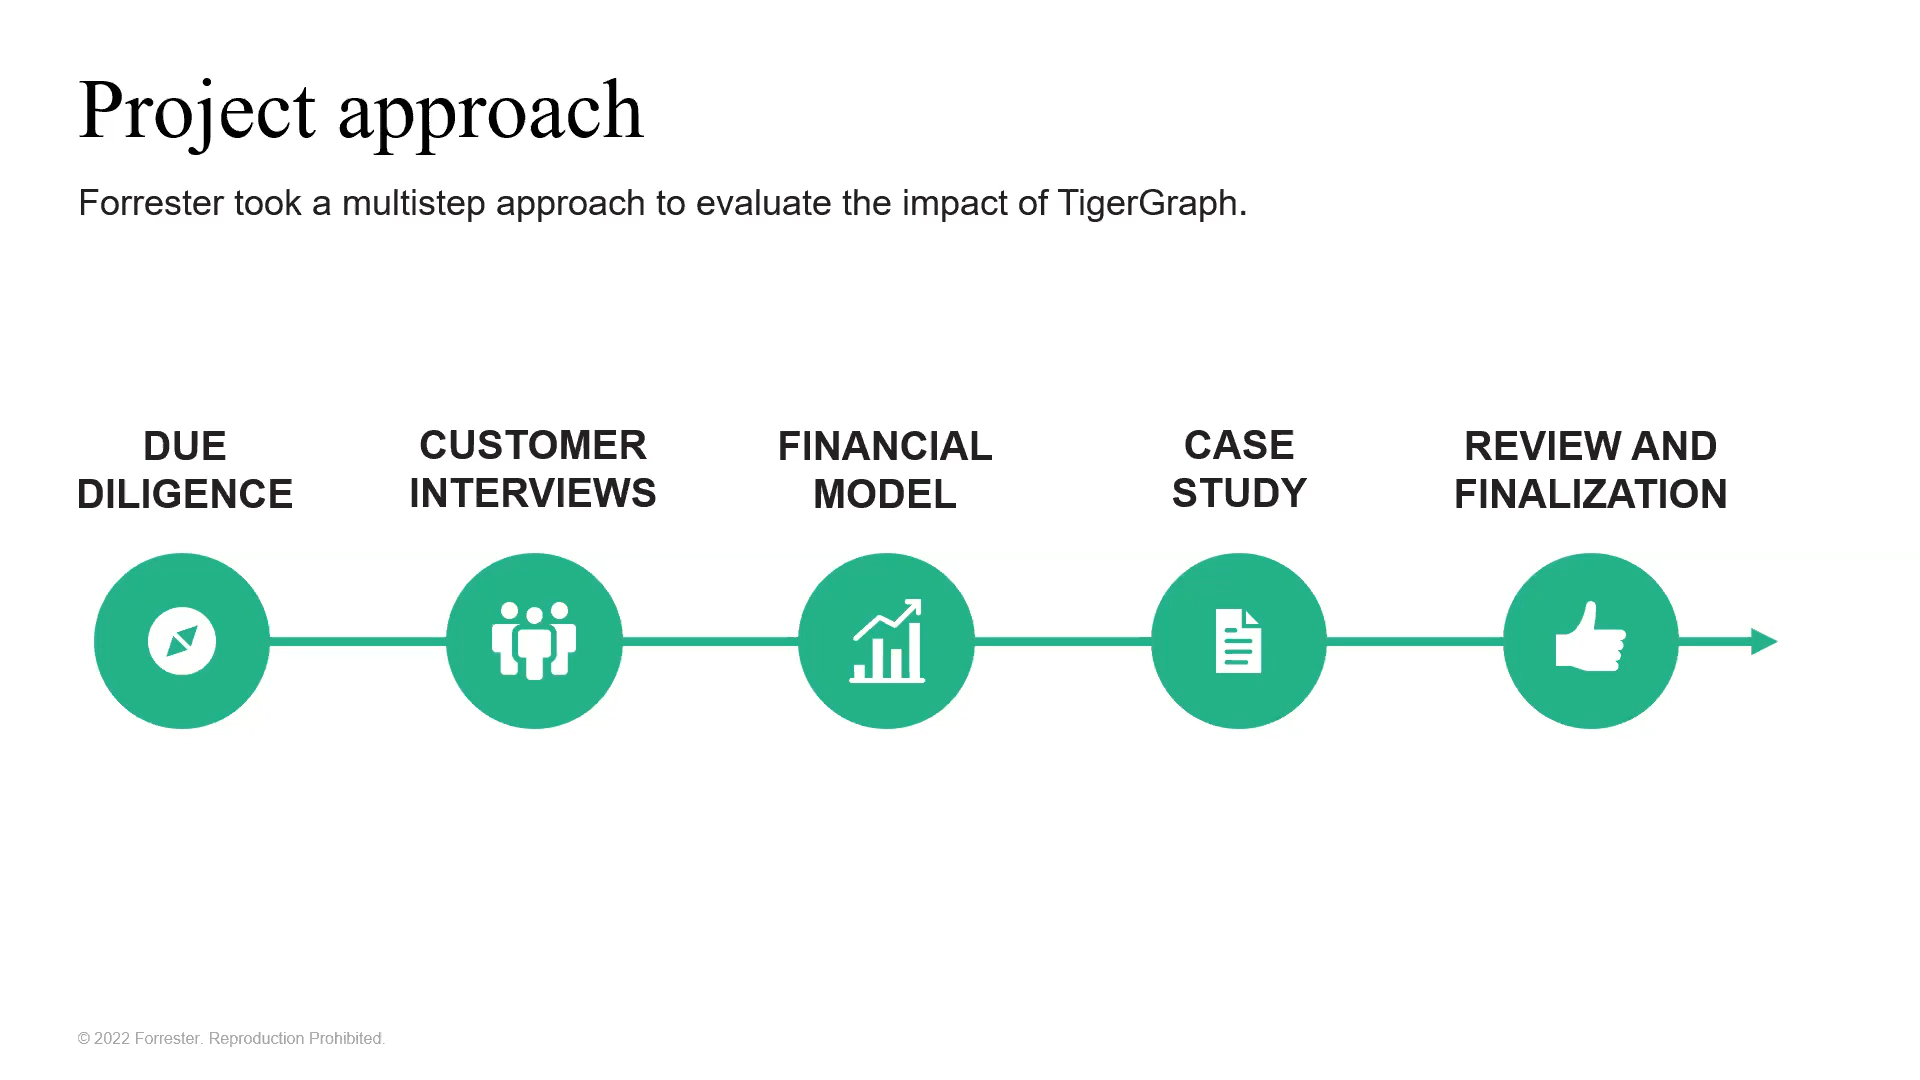 Project approach
Forrester took a multistep approach to evaluate the impact of TigerGraph.
DUE
DILIGENCE
CUSTOMER
INTERVIEWS
FINANCIAL
MODEL
CASE
STUDY
REVIEW AND
FINALIZATION
© 2022 Forrester. Reproduction Prohibited.